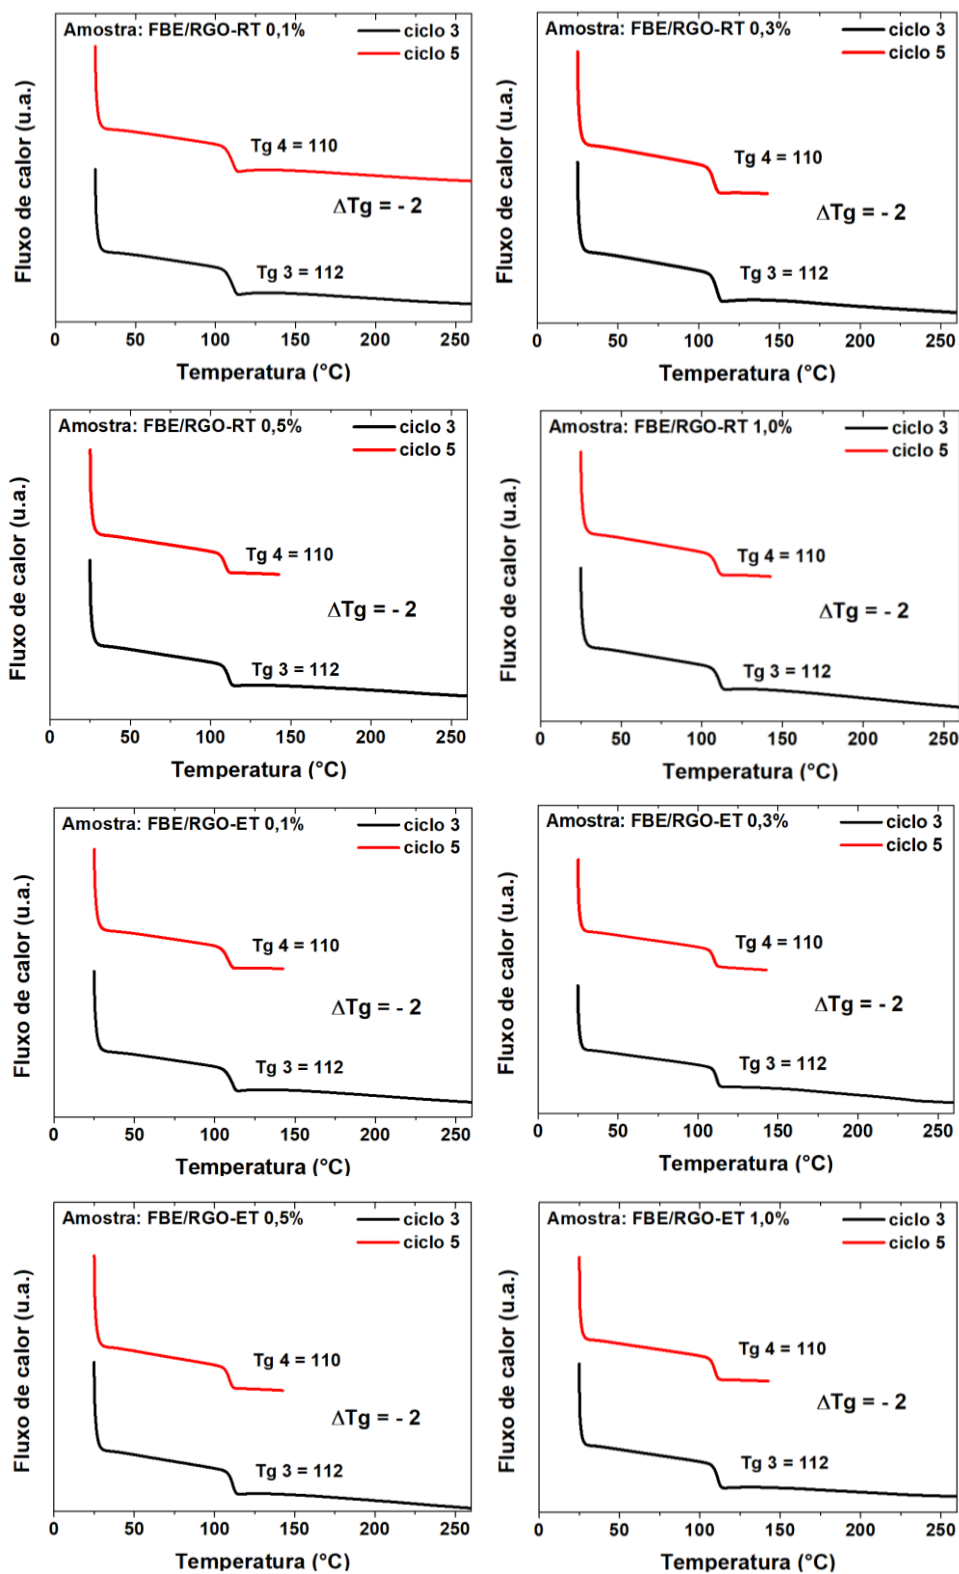 Amostra: FBE/RGO-RT 0,1%
ciclo 3
ciclo 5
Tg 4 = 110
ΔTg = - 2
Tg 3 = 112
Fluxo de calor (u.a.)
0 50 100 150 200 250
Temperatura (°C)
Amostra: FBE/RGO-RT 0,3%
ciclo 3
ciclo 5
Tg 4 = 110
ΔTg = - 2
Tg 3 = 112
Fluxo de calor (u.a.)
0 50 100 150 200 250
Temperatura (°C)
Amostra: FBE/RGO-RT 0,5%
ciclo 3
ciclo 5
Tg 4 = 110
ΔTg = - 2
Tg 3 = 112
Fluxo de calor (u.a.)
0 50 100 150 200 250
Temperatura (°C)
Amostra: FBE/RGO-RT 1,0%
ciclo 3
ciclo 5
Tg 4 = 110
ΔTg = - 2
Tg 3 = 112
Fluxo de calor (u.a.)
0 50 100 150 200 250
Temperatura (°C)
Amostra: FBE/RGO-ET 0,1%
ciclo 3
ciclo 5
Tg 4 = 110
ΔTg = - 2
Tg 3 = 112
Fluxo de calor (u.a.)
0 50 100 150 200 250
Temperatura (°C)
Amostra: FBE/RGO-ET 0,3%
ciclo 3
ciclo 5
Tg 4 = 110
ΔTg = - 2
Tg 3 = 112
Fluxo de calor (u.a.)
0 50 100 150 200 250
Temperatura (°C)
Amostra: FBE/RGO-ET 0,5%
ciclo 3
ciclo 5
Tg 4 = 110
ΔTg = - 2
Tg 3 = 112
Fluxo de calor (u.a.)
0 50 100 150 200 250
Temperatura (°C)
Amostra: FBE/RGO-ET 1,0%
ciclo 3
ciclo 5
Tg 4 = 110
ΔTg = - 2
Tg 3 = 112
Fluxo de calor (u.a.)
0 50 100 150 200 250
Temperatura (°C)